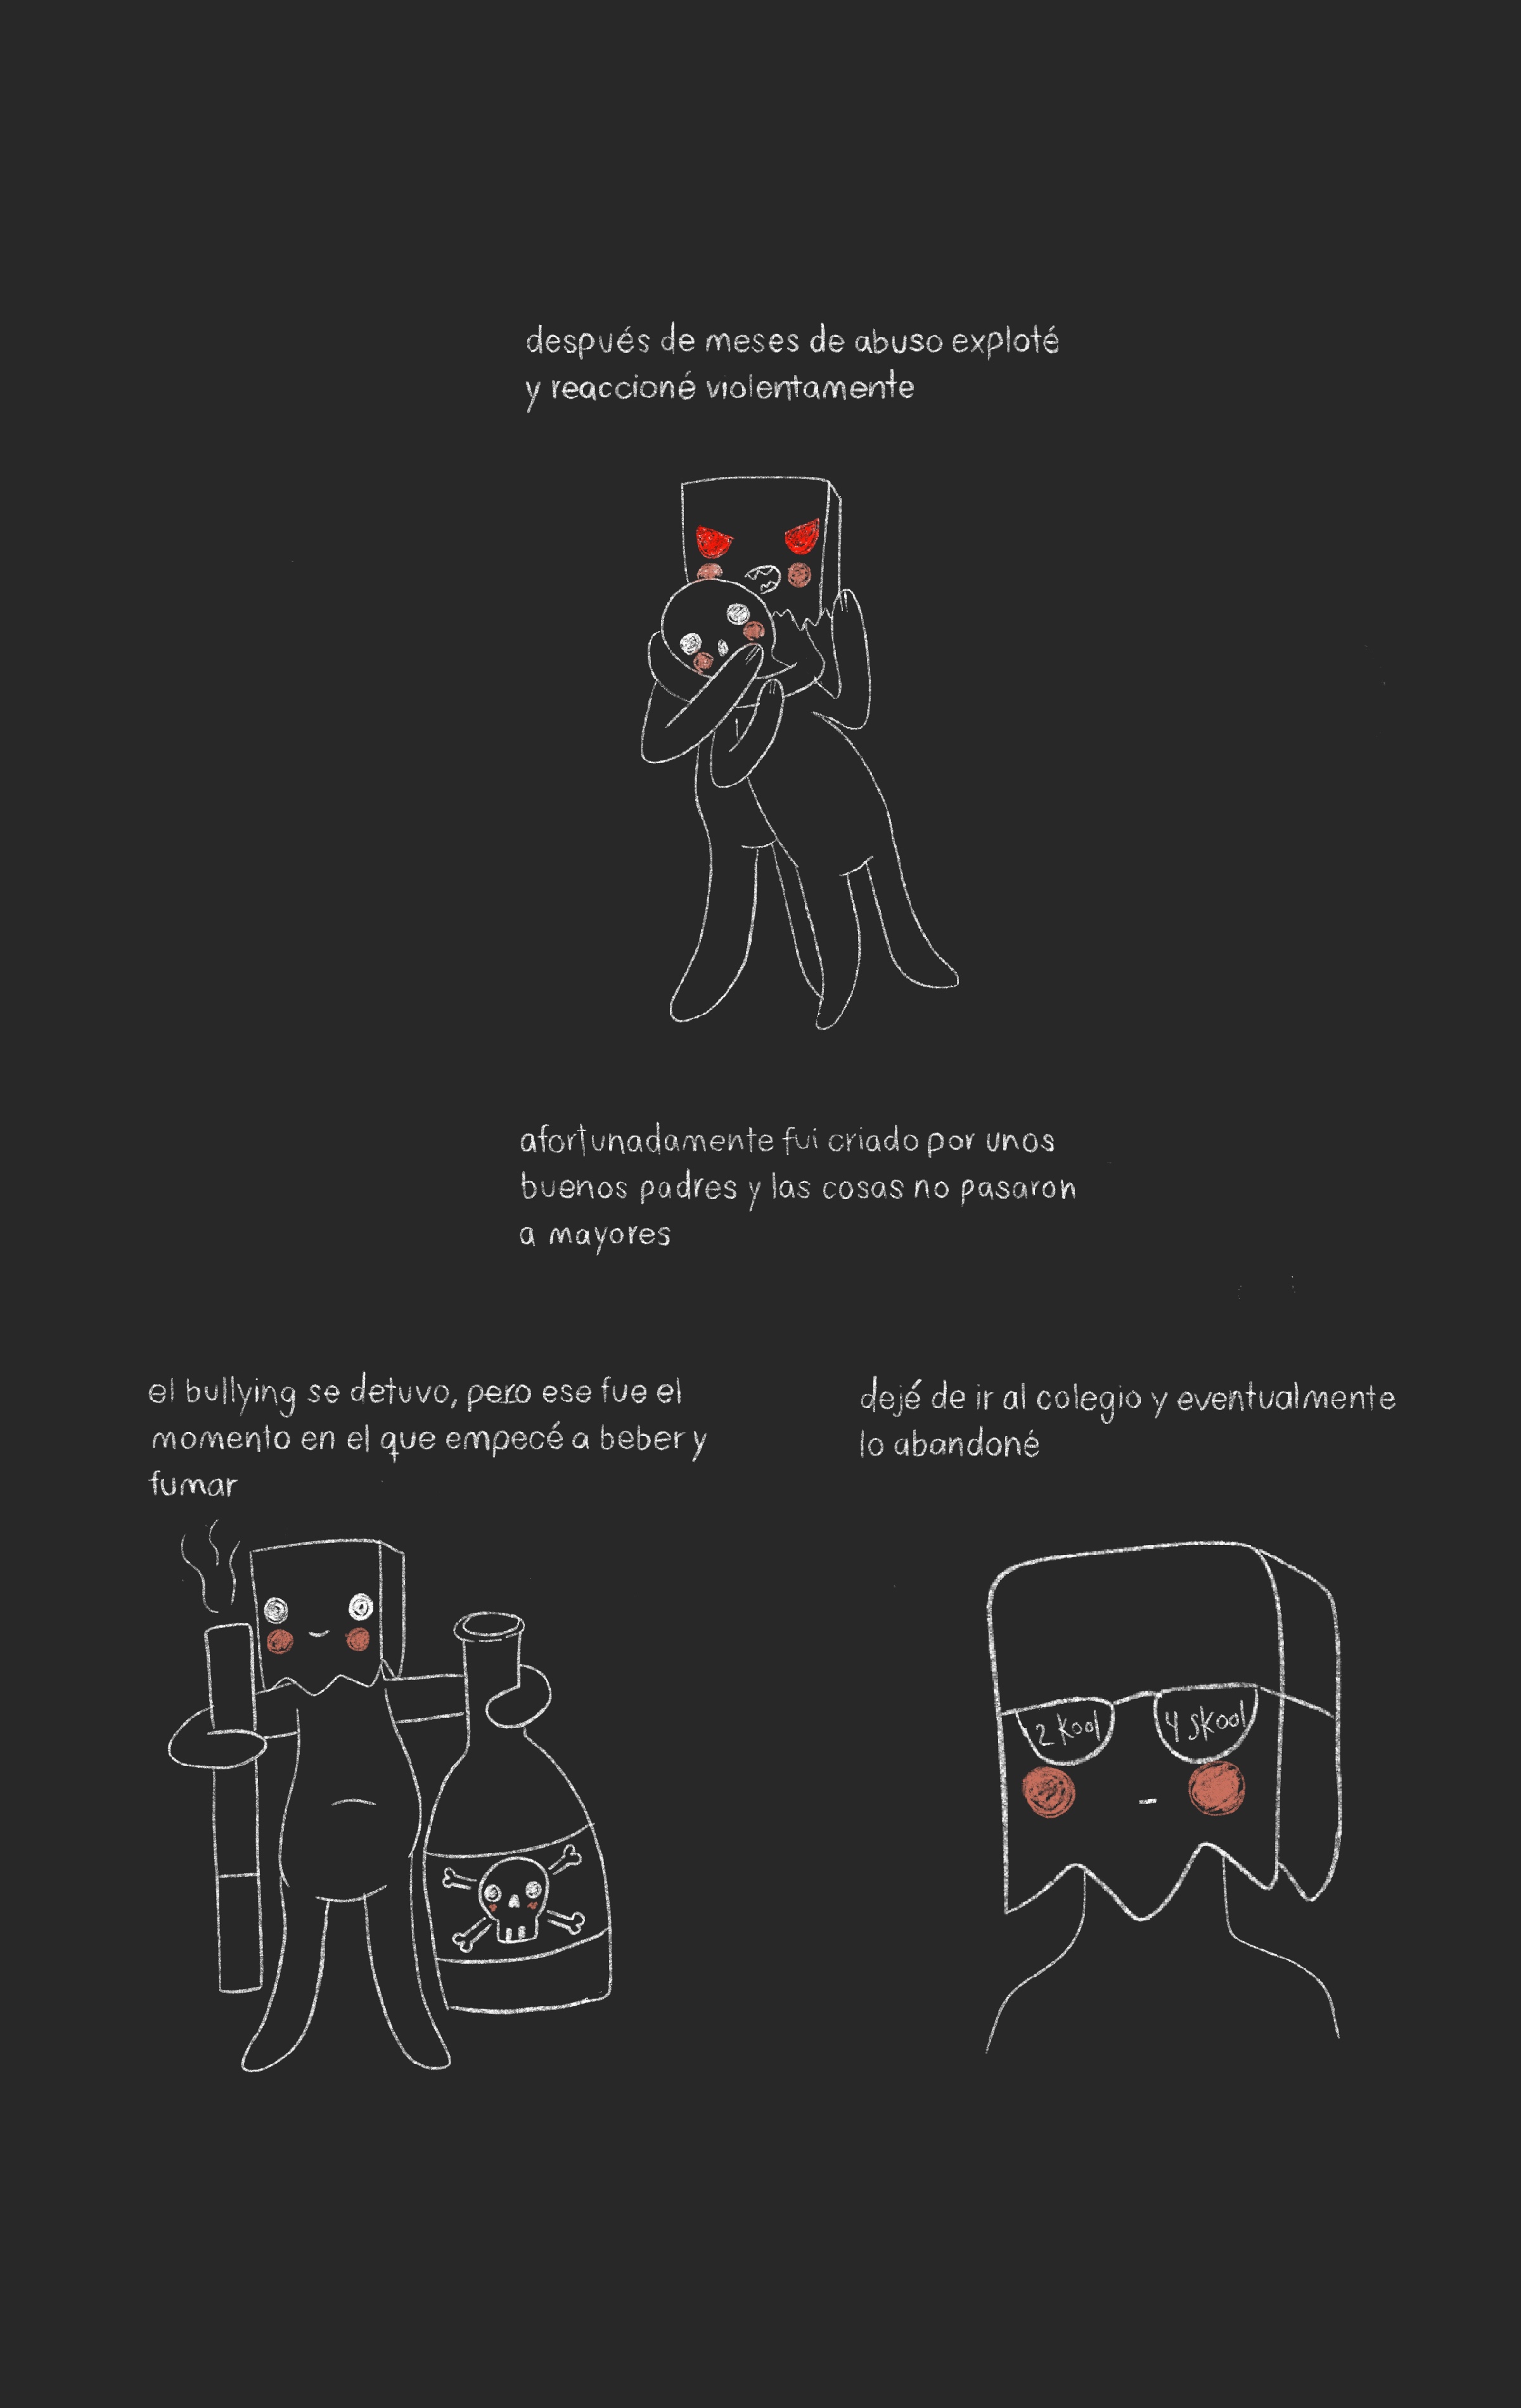 después de meses de abuso exploté
y reaccioné violentamente
afortunadamente fui criado por unos
buenos padres y las cosas no pasaron
a mayores
el bullying se detuvo, pero ese fue el
momento en el que empecé a beber y
fumar
dejé de ir al colegio y eventualmente
lo abandoné
2 Kool 4 Skool